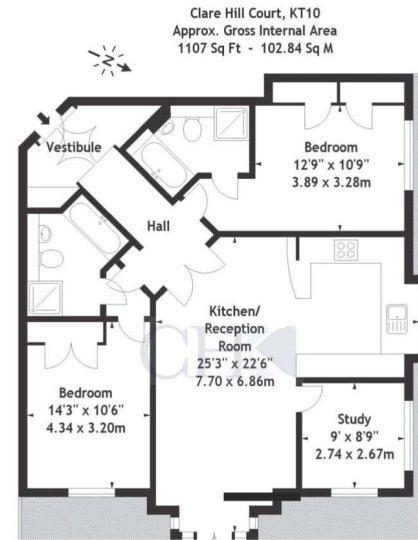 Clare Hill Court, KT10
Approx. Gross Internal Area
1107 Sq Ft - 102.84 Sq M
N
Vestibule
Bedroom
12'9" x 10'9"
3.89 x 3.28m
Hall
Kitchen/
Reception
Room
25'3" x 22'6"
7.70 x 6.86m
Bedroom
14'3" x 10'6"
4.34 x 3.20m
Study
9' x 8'9"
2.74 x 2.67m